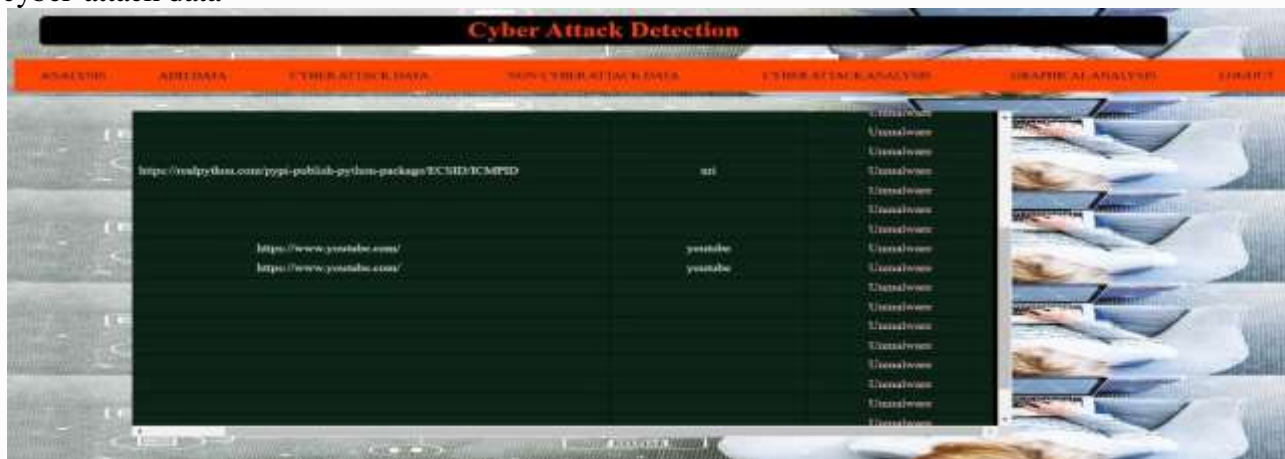 cyber attack data
Cyber Attack Detection
ANALYSIS ADD DATA CYBER ATTACK DATA NON CYBER ATTACK DATA CYBER ATTACK ANALYSIS GRAPHICAL ANALYSIS LOGOUT
Unmalware
Unmalware
Unmalware
https://realpython.com/pypi-publish-python-package/ECSID/ICMPID uri Unmalware
Unmalware
Unmalware
Unmalware
https://www.youtube.com/ youtube Unmalware
https://www.youtube.com/ youtube Unmalware
Unmalware
Unmalware
Unmalware
Unmalware
Unmalware
Unmalware
Unmalware
Unmalware